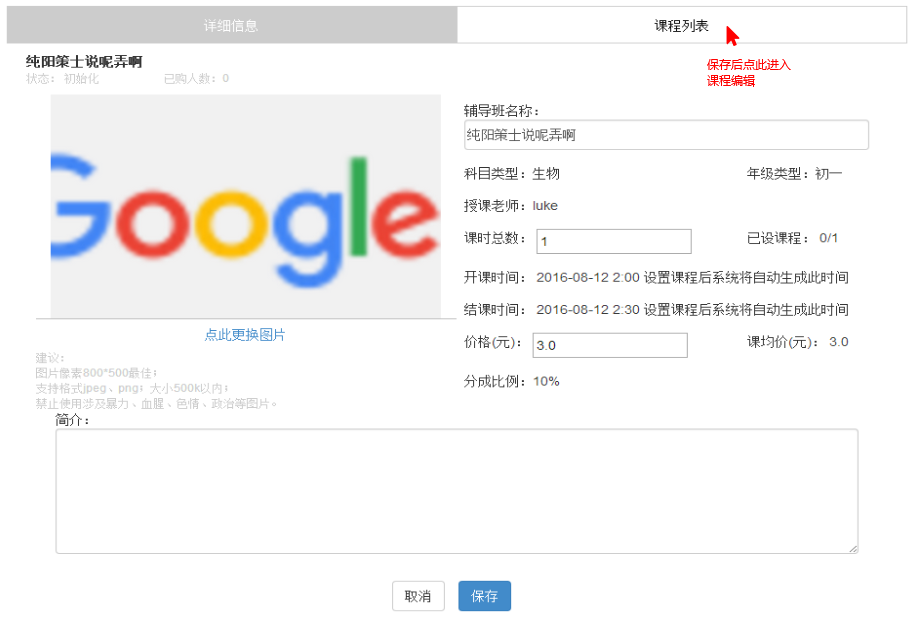 详细信息
课程列表
保存后点此进入
课程编辑
纯阳策士说呢弄啊
状态：初始化 已购人数：0
Google
点此更换图片
建议：
图片像素800*500最佳；
支持格式jpeg、png；大小500K以内；
禁止使用涉及暴力、血腥、色情、政治等图片。
辅导班名称：
纯阳策士说呢弄啊
科目类型：生物 年级类型：初一
授课老师：luke
课时总数：1 已设课程：0/1
开课时间：2016-08-12 2:00 设置课程后系统将自动生成此时间
结课时间：2016-08-12 2:30 设置课程后系统将自动生成此时间
价格(元)：3.0 课均价(元)：3.0
分成比例：10%
简介：
取消 保存